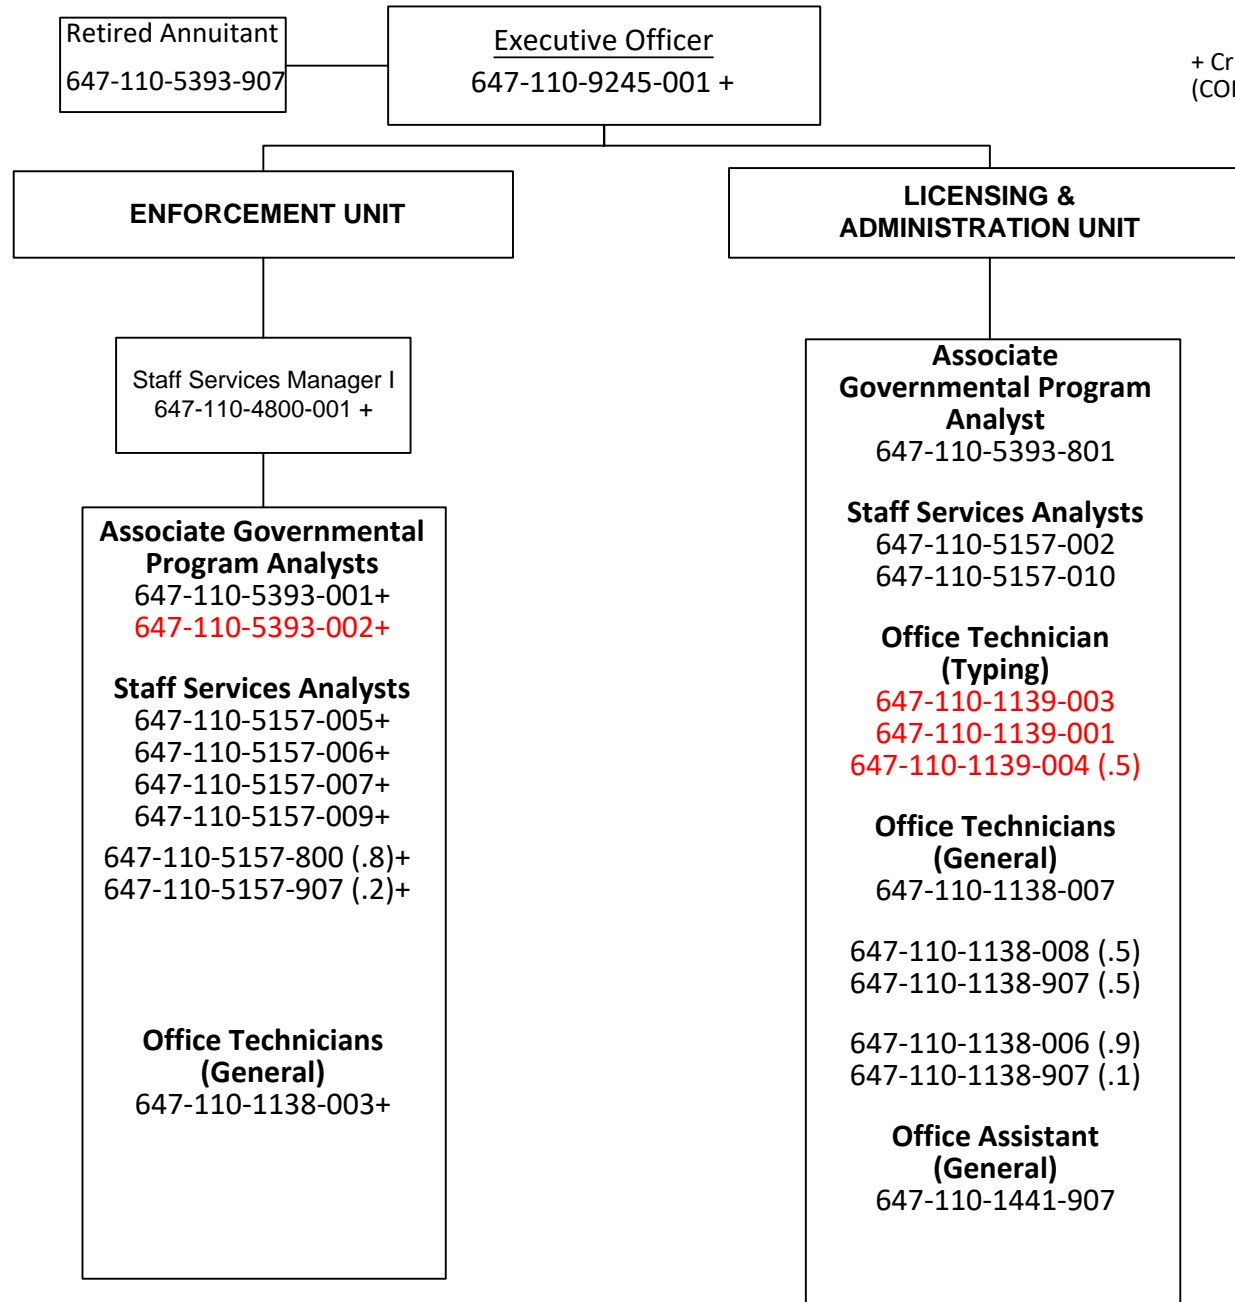 Retired Annuitant
647-110-5393-907
Executive Officer
647-110-9245-001 +
+
ENFORCEMENT UNIT
LICENSING &
ADMINISTRATION UNIT
Staff Services Manager I
647-110-4800-001 +
Associate Governmental
Program Analysts
647-110-5393-001+
647-110-5393-002+
Staff Services Analysts
647-110-5157-005+
647-110-5157-006+
647-110-5157-007+
647-110-5157-009+
647-110-5157-800 (.8)+
647-110-5157-907 (.2)+
Office Technicians
(General)
647-110-1138-003+
Associate
Governmental Program
Analyst
647-110-5393-801
Staff Services Analysts
647-110-5157-002
647-110-5157-010
Office Technician
(Typing)
647-110-1139-003
647-110-1139-001
647-110-1139-004 (.5)
Office Technicians
(General)
647-110-1138-007
647-110-1138-008 (.5)
647-110-1138-907 (.5)
647-110-1138-006 (.9)
647-110-1138-907 (.1)
Office Assistant
(General)
647-110-1441-907